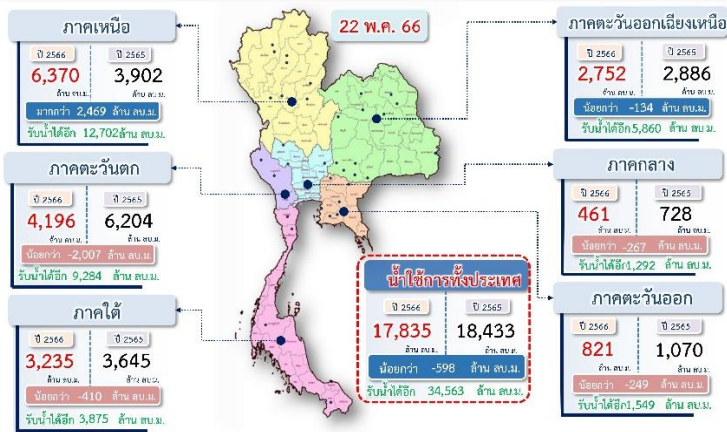 22 พ.ค. 66
ภาคเหนือ
ปี 2566 ปี 2565
6,370 3,902
ล้าน ลบ.ม. ล้าน ลบ.ม.
มากกว่า 2,469 ล้าน ลบ.ม.
รับน้ำได้อีก 12,702 ล้าน ลบ.ม.
ภาคตะวันออกเฉียงเหนือ
ปี 2566 ปี 2565
2,752 2,886
ล้าน ลบ.ม. ล้าน ลบ.ม.
น้อยกว่า -134 ล้าน ลบ.ม.
รับน้ำได้อีก 5,860 ล้าน ลบ.ม.
ภาคตะวันตก
ปี 2566 ปี 2565
4,196 6,204
ล้าน ลบ.ม. ล้าน ลบ.ม.
น้อยกว่า -2,007 ล้าน ลบ.ม.
รับน้ำได้อีก 9,284 ล้าน ลบ.ม.
ภาคกลาง
ปี 2566 ปี 2565
461 728
ล้าน ลบ.ม. ล้าน ลบ.ม.
น้อยกว่า -267 ล้าน ลบ.ม.
รับน้ำได้อีก 1,292 ล้าน ลบ.ม.
ภาคใต้
ปี 2566 ปี 2565
3,235 3,645
ล้าน ลบ.ม. ล้าน ลบ.ม.
น้อยกว่า -410 ล้าน ลบ.ม.
รับน้ำได้อีก 3,875 ล้าน ลบ.ม.
น้ำใช้การทั้งประเทศ
ปี 2566 ปี 2565
17,835 18,433
ล้าน ลบ.ม. ล้าน ลบ.ม.
น้อยกว่า -598 ล้าน ลบ.ม.
รับน้ำได้อีก 34,563 ล้าน ลบ.ม.
ภาคตะวันออก
ปี 2566 ปี 2565
821 1,070
ล้าน ลบ.ม. ล้าน ลบ.ม.
น้อยกว่า -249 ล้าน ลบ.ม.
รับน้ำได้อีก 1,549 ล้าน ลบ.ม.